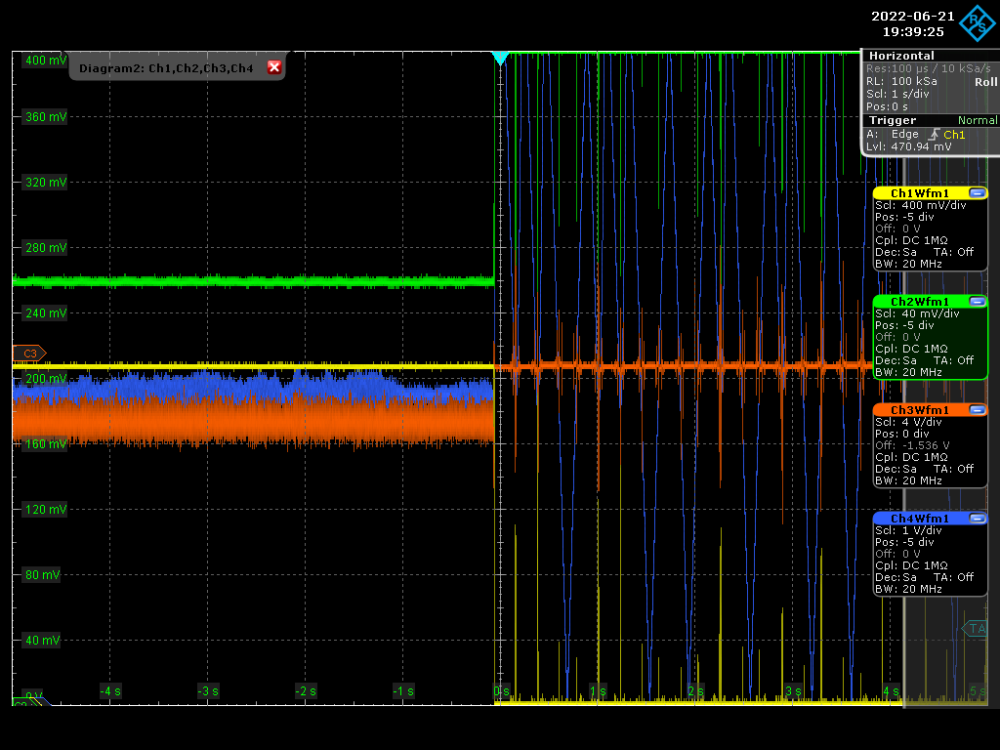 2022-06-21
19:39:25
R&S
Diagram2: Ch1,Ch2,Ch3,Ch4
Horizontal
Res:100 µs / 10 kSa/s
RL: 100 kSa Roll
Scl: 1 s/div
Pos: 0 s
Trigger Normal
A: Edge Ch1
Lvl: 470.94 mV
400 mV
360 mV
320 mV
280 mV
240 mV
C3
200 mV
160 mV
120 mV
80 mV
40 mV
0V
-4 s
-3 s
-2 s
-1 s
0 s
1 s
2 s
3 s
4 s
5 s
Ch1Wfm1
Scl: 400 mV/div
Pos: -5 div
Off: 0 V
Cpl: DC 1MΩ
Dec: Sa TA: Off
BW: 20 MHz
Ch2Wfm1
Scl: 40 mV/div
Pos: -5 div
Off: 0 V
Cpl: DC 1MΩ
Dec: Sa TA: Off
BW: 20 MHz
Ch3Wfm1
Scl: 4 V/div
Pos: 0 div
Off: -1.536 V
Cpl: DC 1MΩ
Dec: Sa TA: Off
BW: 20 MHz
Ch4Wfm1
Scl: 1 V/div
Pos: -5 div
Off: 0 V
Cpl: DC 1MΩ
Dec: Sa TA: Off
BW: 20 MHz
TA